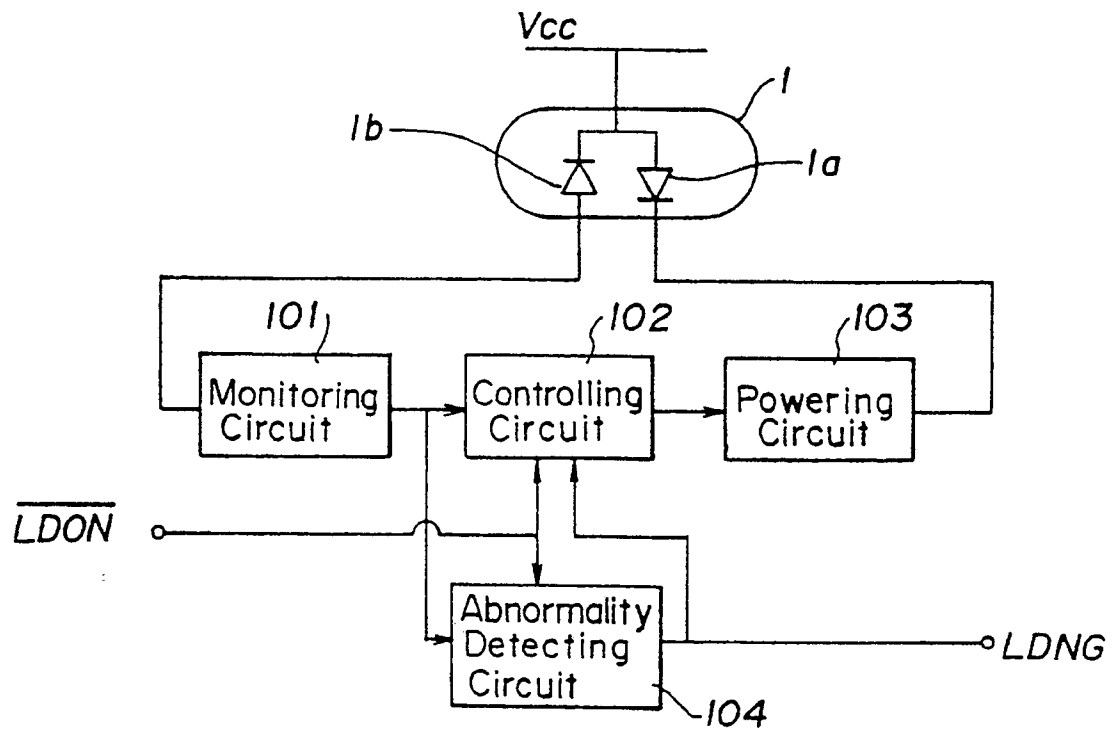 Vcc
1
1b
1a
101
102
103
Monitoring
Circuit
Controlling
Circuit
Powering
Circuit
LDON
Abnormality
Detecting
Circuit
LDNG
104